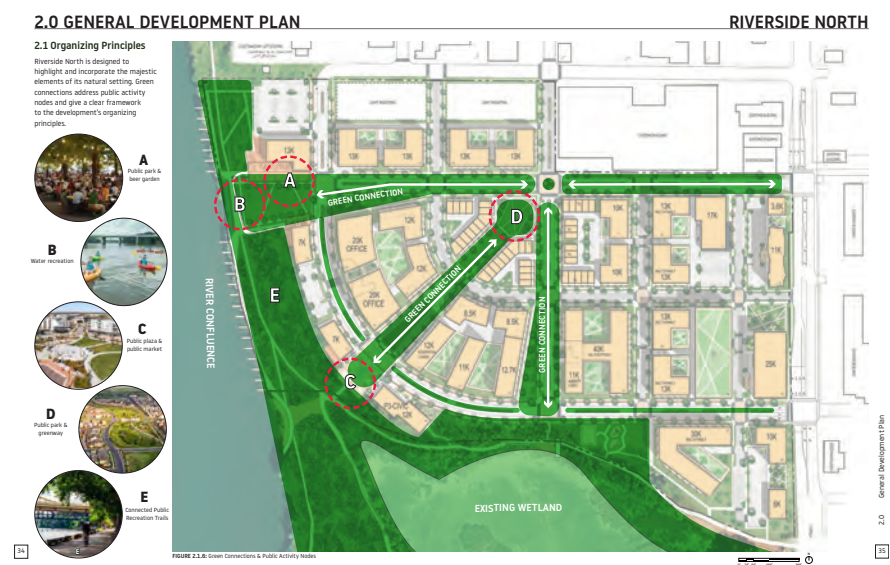 2.0 GENERAL DEVELOPMENT PLAN
RIVERSIDE NORTH
2.1 Organizing Principles
Riverside North is designed to
highlight and incorporate the majestic
elements of its natural setting. Green
connections address public activity
nodes and give a clear framework
to the development's organizing
principles.
A
Public park &
beer garden
B
Water recreation
C
Public plaza &
public market
D
Public park &
greenway
E
Connected Public
Recreation Trails
E
34
RIVER CONFLUENCE
A
B
C
D
E
GREEN CONNECTION
GREEN CONNECTION
GREEN CONNECTION
EXISTING WETLAND
13K
13K
13K
13K
13K
7K
20K
OFFICE
12K
12K
20K
OFFICE
7K
8.5K
8.5K
12K
11K
12.7K
10K
13K
17K
3.6K
11K
10K
13K
13K
11K
13K
25K
30K
10K
FIGURE 2.1.6: Green Connections & Public Activity Nodes
2.0 General Development Plan
35